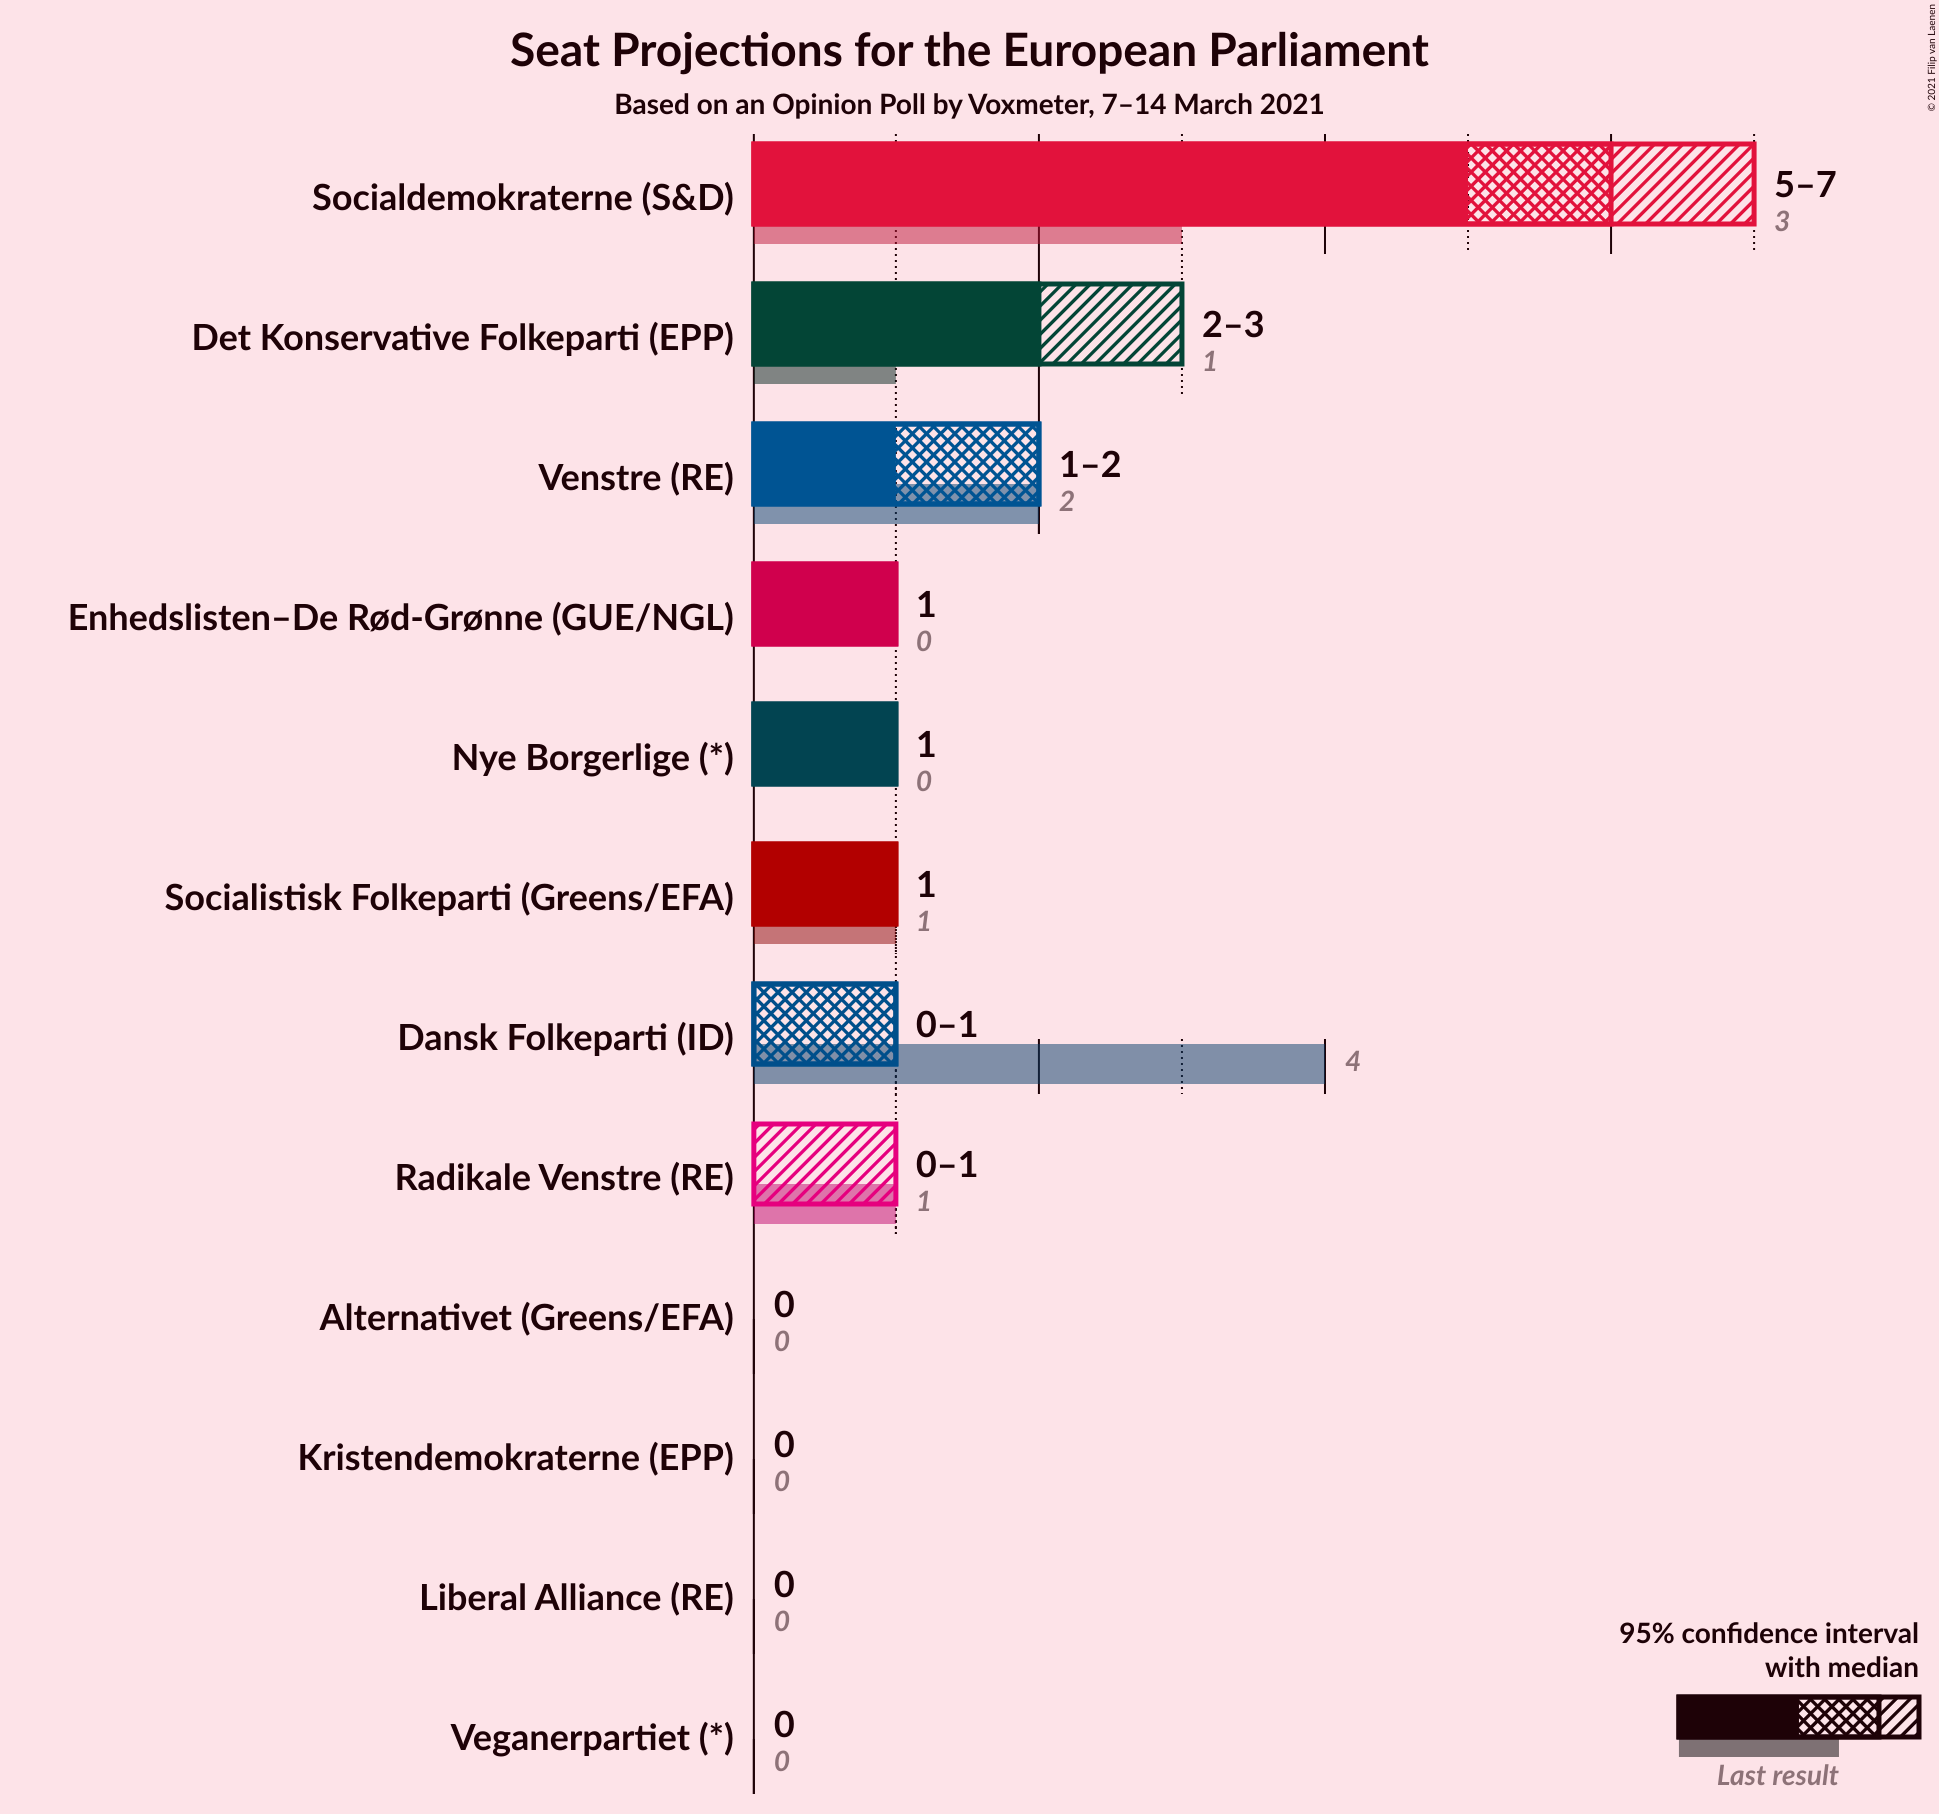 Seat Projections for the European Parliament
Based on an Opinion Poll by Voxmeter, 7–14 March 2021
© 2021 Filip van Laenen
Socialdemokraterne (S&D)
5–7
3
Det Konservative Folkeparti (EPP)
2–3
1
Venstre (RE)
1–2
2
Enhedslisten–De Rød-Grønne (GUE/NGL)
1
0
Nye Borgerlige (*)
1
0
Socialistisk Folkeparti (Greens/EFA)
1
1
Dansk Folkeparti (ID)
0–1
4
Radikale Venstre (RE)
0–1
1
Alternativet (Greens/EFA)
0
0
Kristendemokraterne (EPP)
0
0
Liberal Alliance (RE)
0
0
Veganerpartiet (*)
0
0
95% confidence interval
with median
Last result